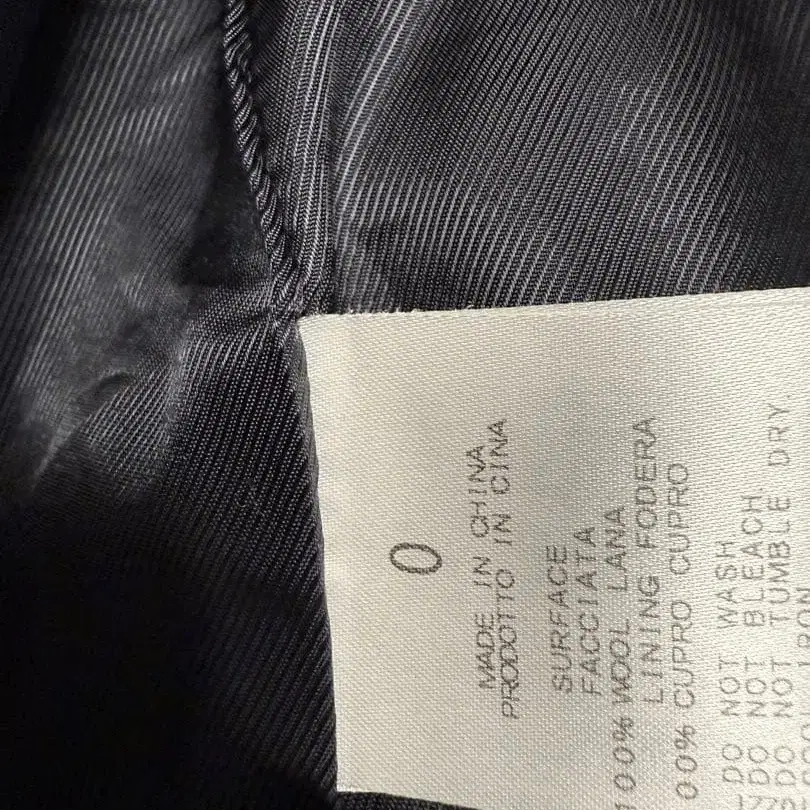 0
MADE IN CHINA
PRODOTTO IN CINA
SURFACE
FACCIATA
00% WOOL LANA
LINING FODERA
00% CUPRO CUPRO
DO NOT WASH
DO NOT BLEACH
DO NOT TUMBLE DRY.